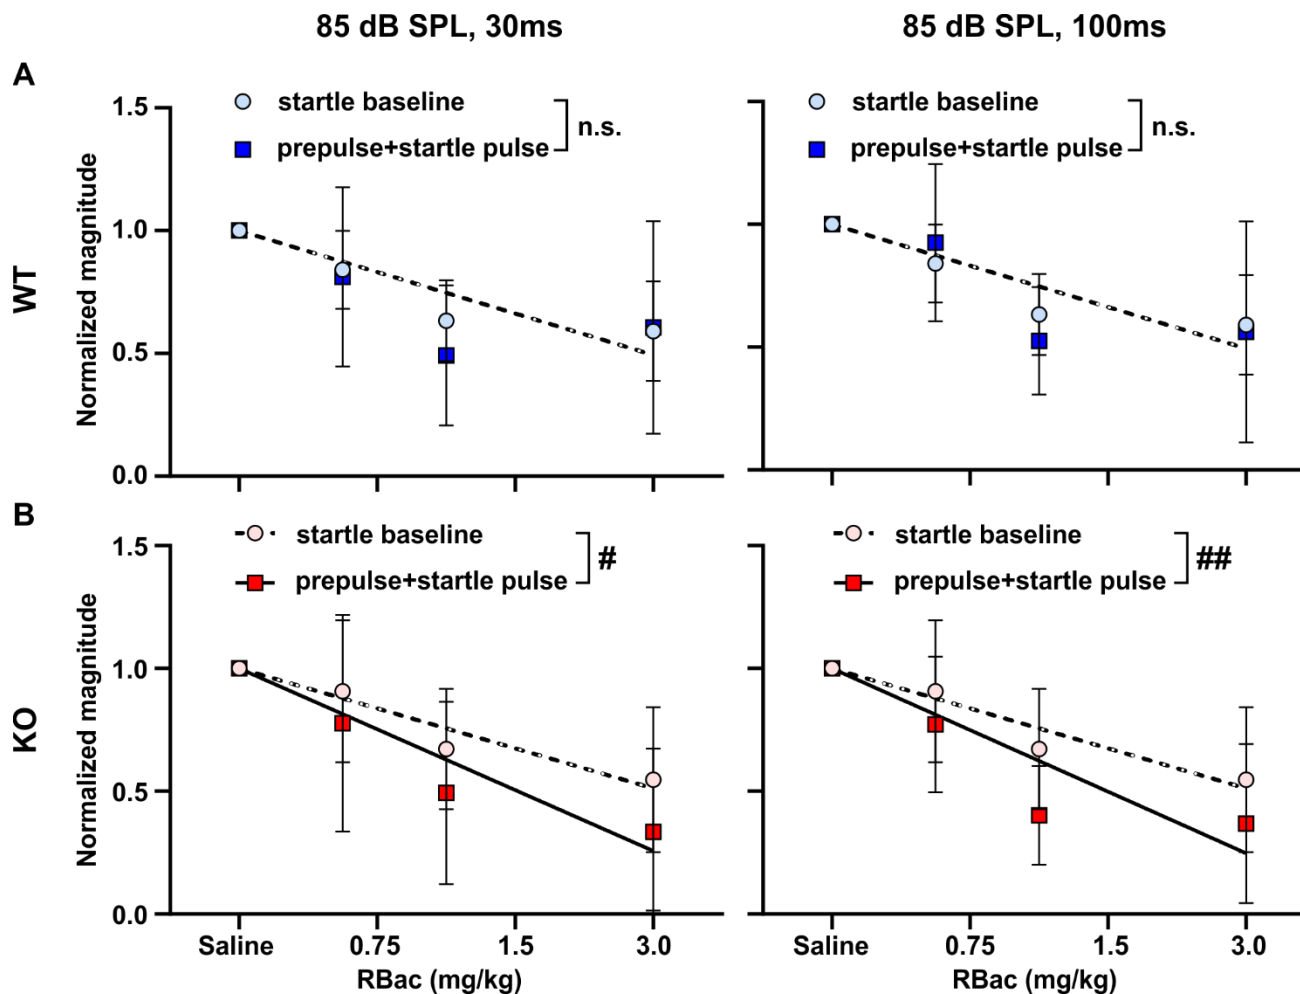 85 dB SPL, 30ms
85 dB SPL, 100ms
A
WT
Normalized magnitude
1.5
1.0
0.5
0.0
startle baseline
prepulse+startle pulse
n.s.
startle baseline
prepulse+startle pulse
n.s.
B
KO
Normalized magnitude
1.5
1.0
0.5
0.0
startle baseline
prepulse+startle pulse
#
startle baseline
prepulse+startle pulse
##
Saline 0.75 1.5 3.0
RBac (mg/kg)
Saline 0.75 1.5 3.0
RBac (mg/kg)